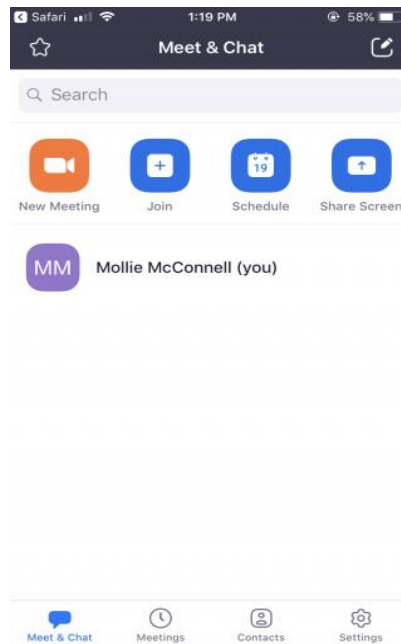 Safari 1:19 PM 58%
Meet & Chat
Search
19
New Meeting Join Schedule Share Screen
MM Mollie McConnell (you)
Meet & Chat Meetings Contacts Settings